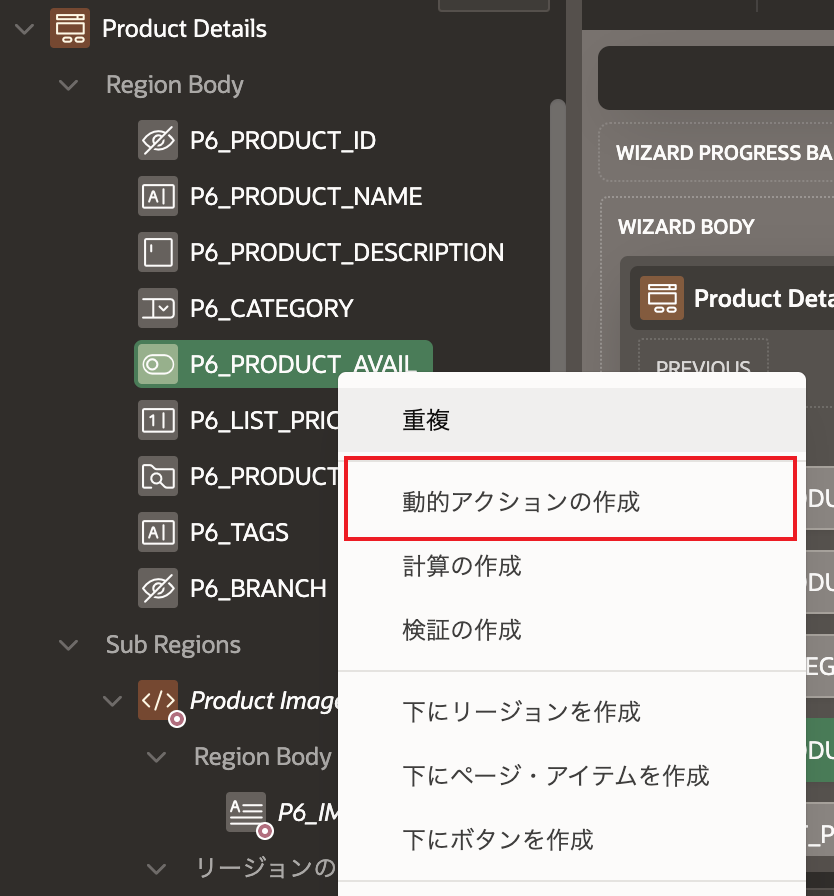 Product Details
Region Body
P6_PRODUCT_ID
P6_PRODUCT_NAME
P6_PRODUCT_DESCRIPTION
P6_CATEGORY
P6_PRODUCT_AVAIL
P6_LIST_PRIC
P6_PRODUCT
P6_TAGS
P6_BRANCH
Sub Regions
Product Image
Region Body
P6_IM
リージョンの
重複
動的アクションの作成
計算の作成
検証の作成
下にリージョンを作成
下にページ・アイテムを作成
下にボタンを作成
WIZARD PROGRESS BA
WIZARD BODY
Product Deta
PREVIOUS